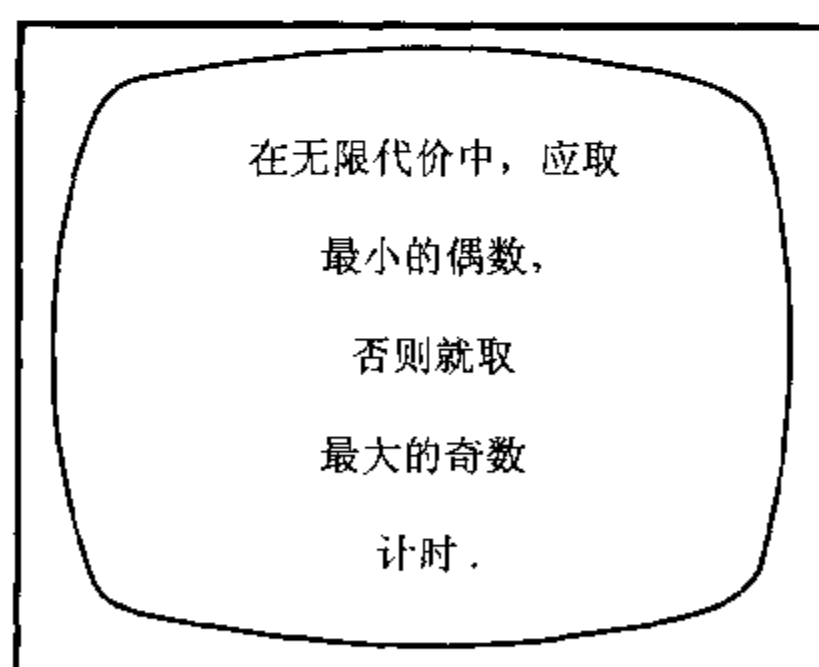 在无限代价中，应取
最小的偶数，
否则就取
最大的奇数
计时．